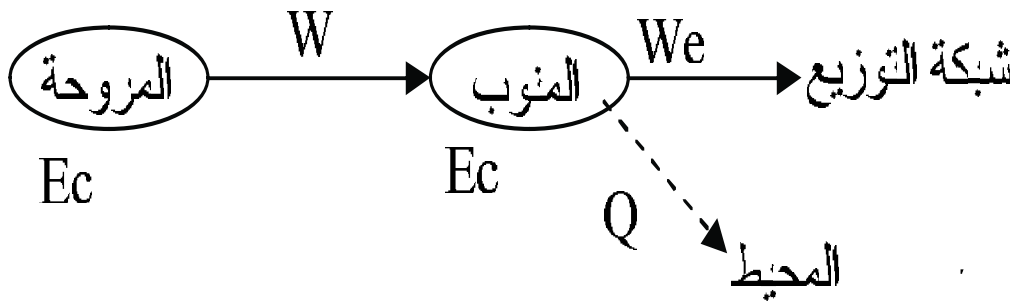 W
We
المروحة
المنوب
شبكة التوزيع
Ec
Ec
Q
المحيط